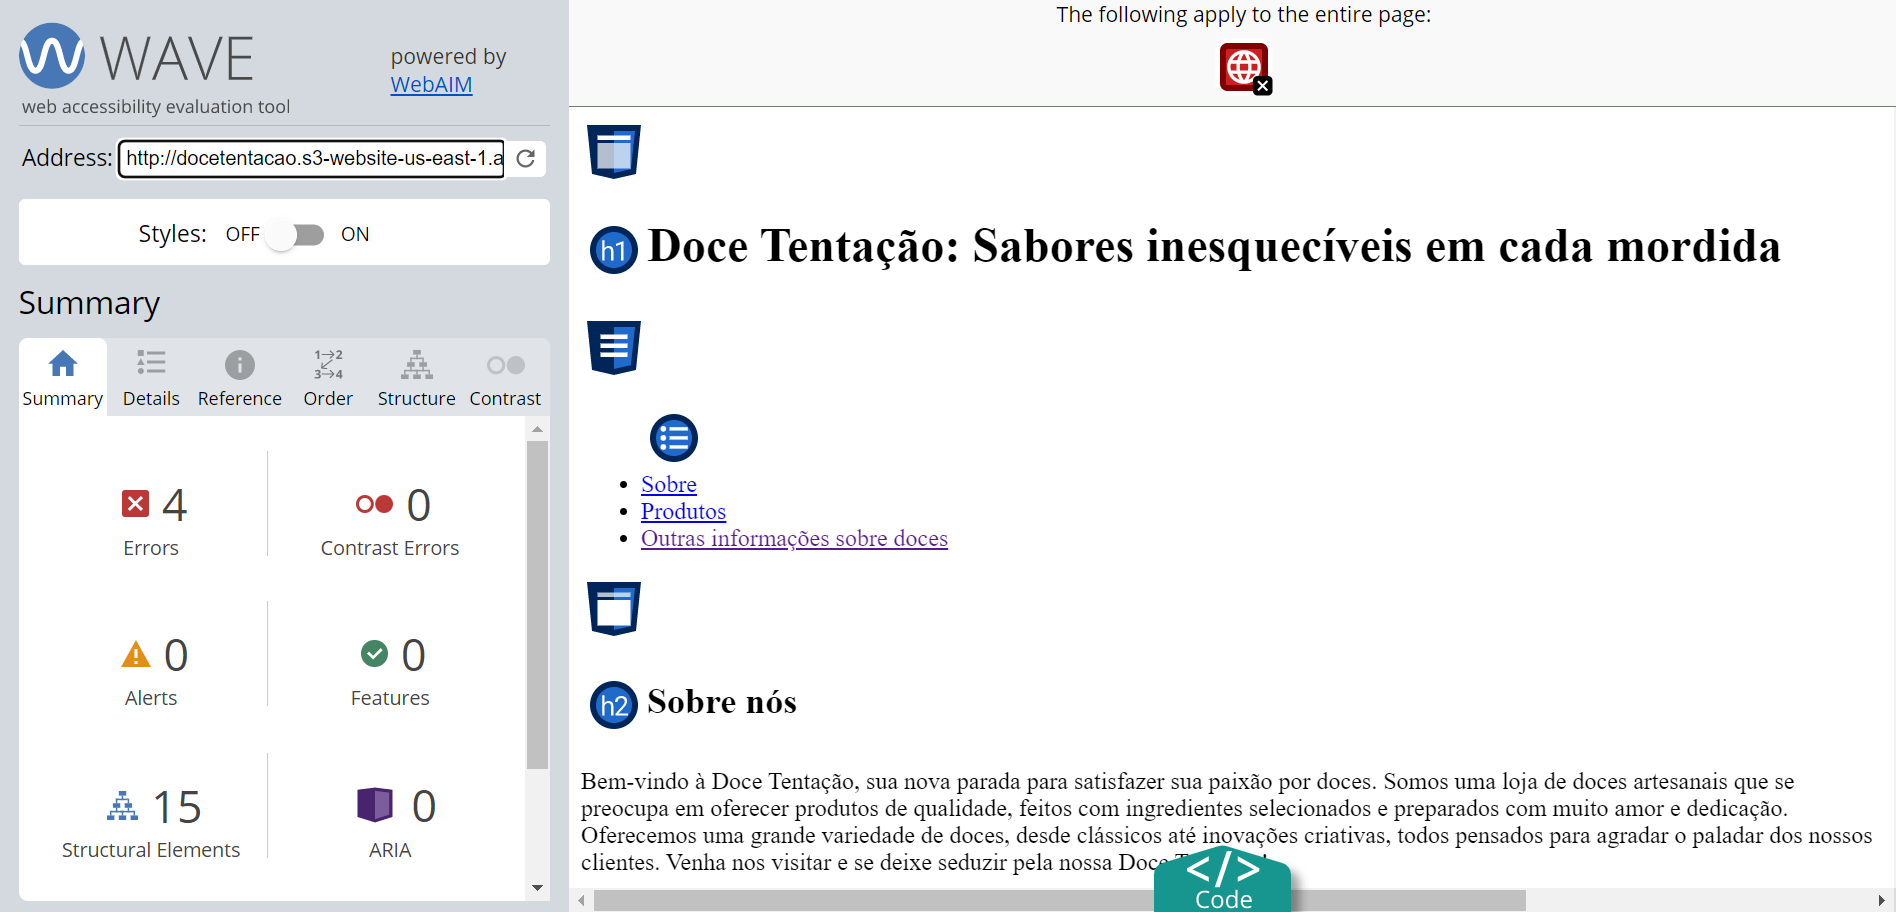 WAVE
web accessibility evaluation tool
powered by
WebAIM
Address: http://docetentacao.s3-website-us-east-1.a
Styles: OFF ON
Summary
Summary Details Reference Order Structure Contrast
4 Errors
0 Contrast Errors
0 Alerts
0 Features
15 Structural Elements
0 ARIA
The following apply to the entire page:
h1 Doce Tentação: Sabores inesquecíveis em cada mordida
Sobre
Produtos
Outras informações sobre doces
h2 Sobre nós
Bem-vindo à Doce Tentação, sua nova parada para satisfazer sua paixão por doces. Somos uma loja de doces artesanais que se
preocupa em oferecer produtos de qualidade, feitos com ingredientes selecionados e preparados com muito amor e dedicação.
Oferecemos uma grande variedade de doces, desde clássicos até inovações criativas, todos pensados para agradar o paladar dos nossos
clientes. Venha nos visitar e se deixe seduzir pela nossa Doce
</> Code